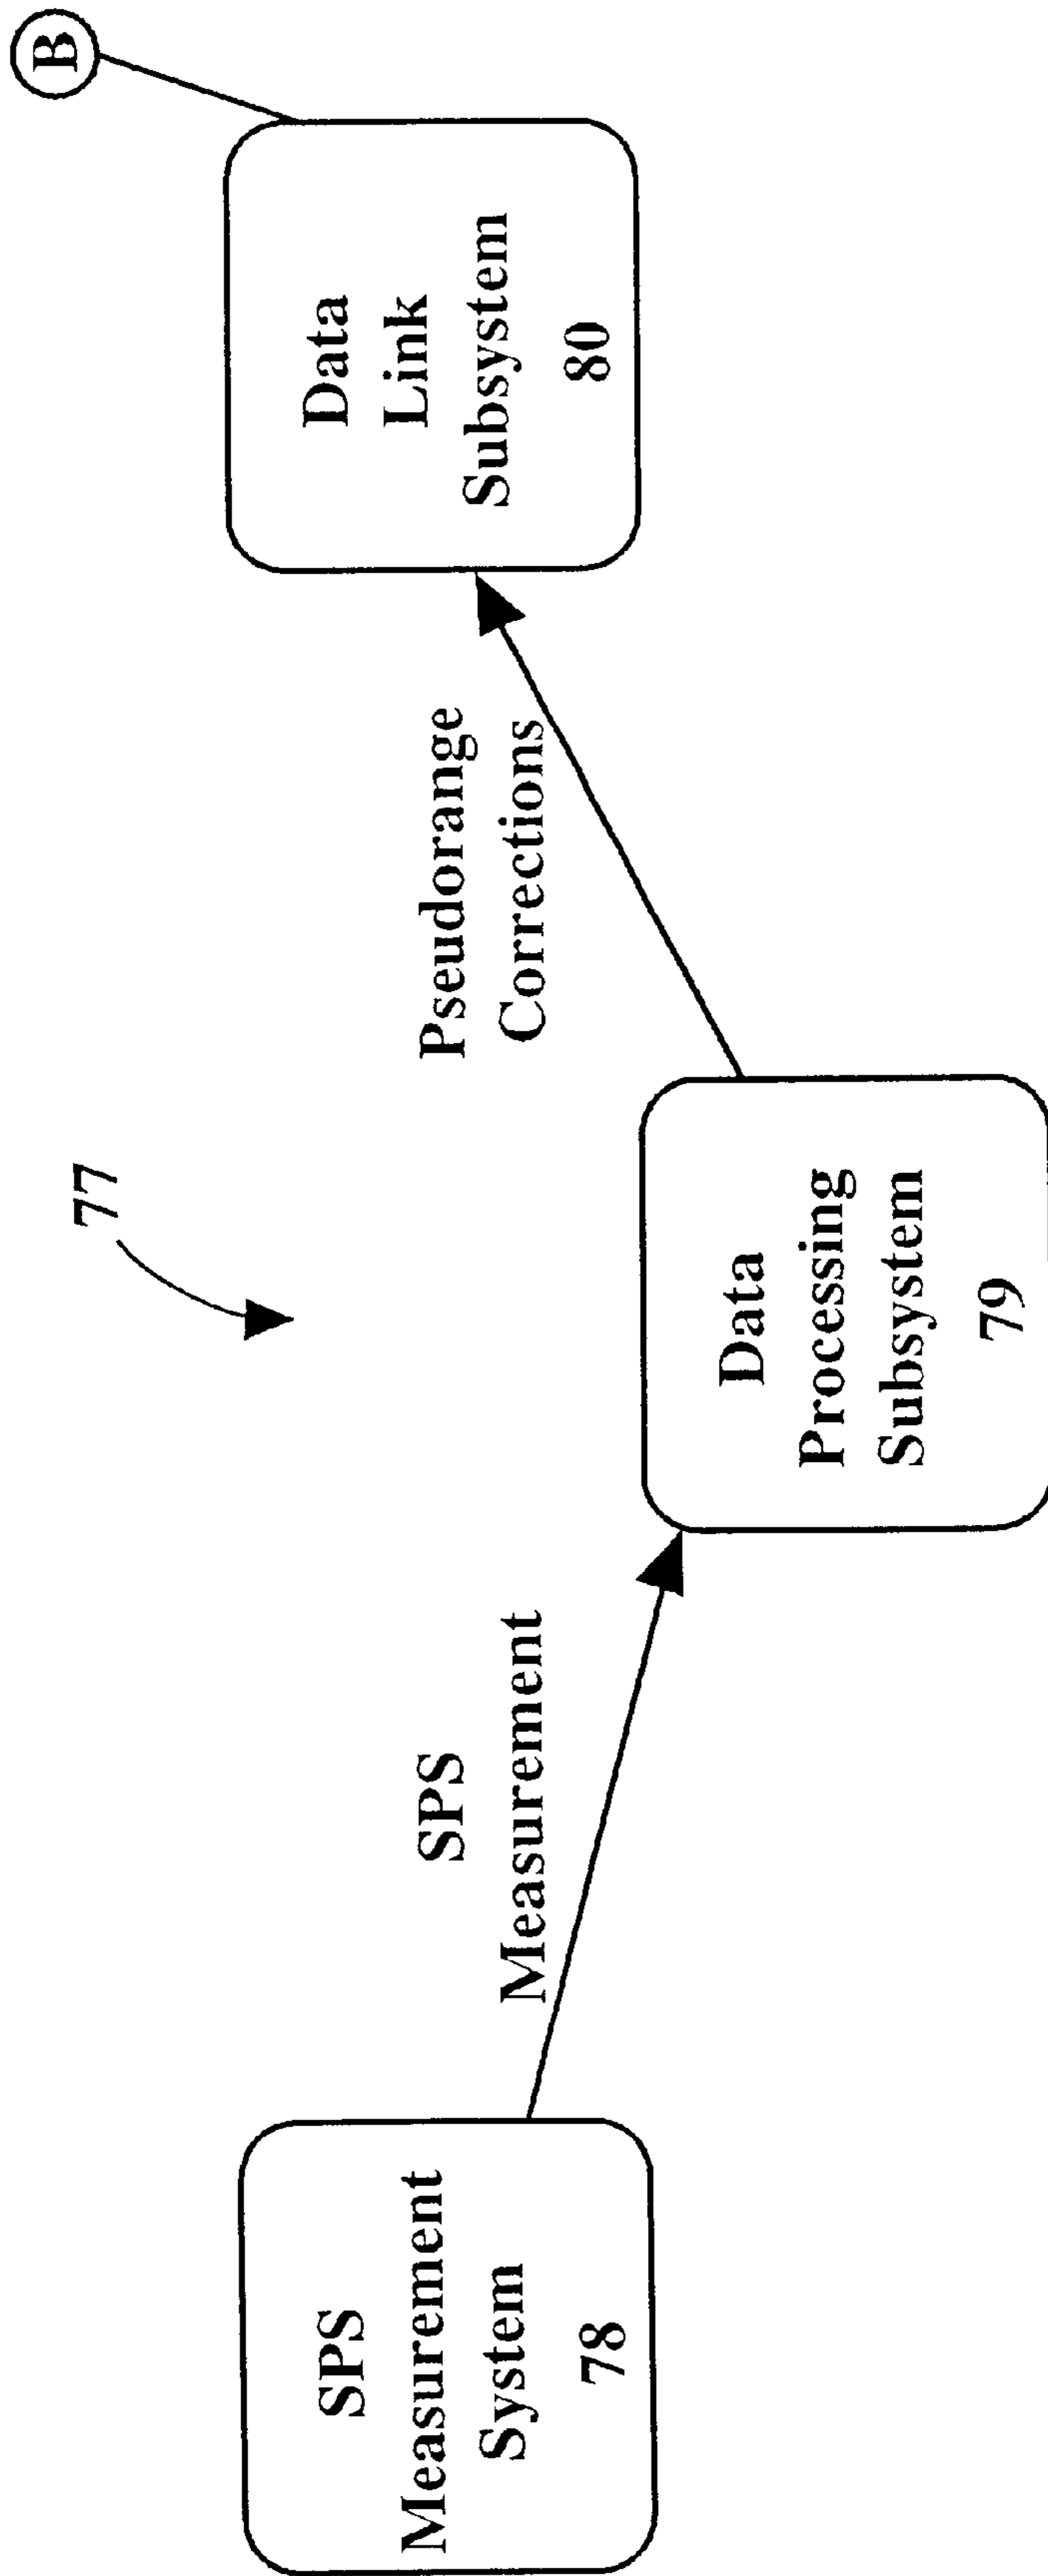 77
B
SPS
Measurement
System
78
SPS
Measurement
Data
Processing
Subsystem
79
Pseudorange
Corrections
Data
Link
Subsystem
80